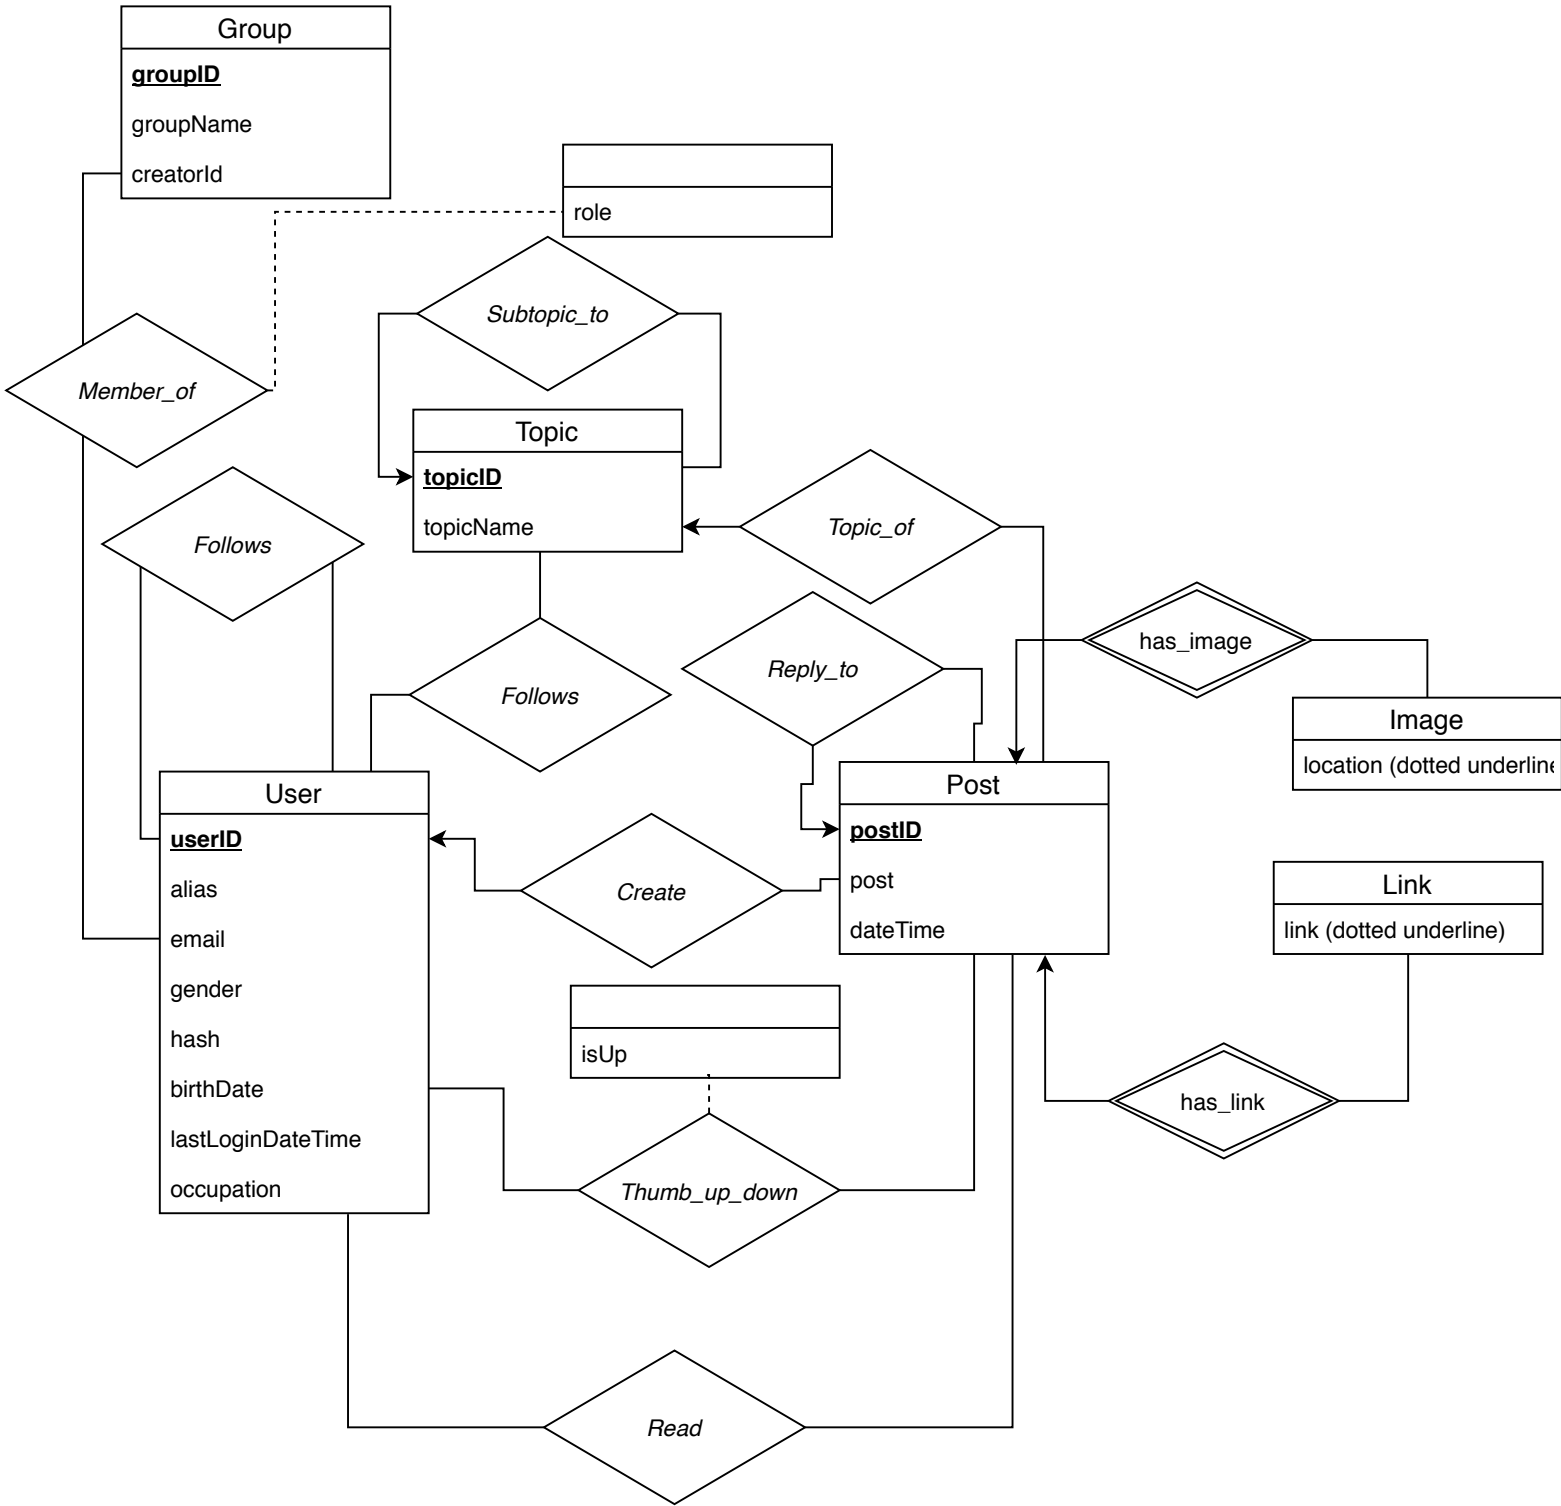 Group
groupID
groupName
creatorId
role
Subtopic_to
Member_of
Topic
topicID
topicName
Topic_of
Follows
Follows
Reply_to
has_image
Image
location (dotted underline
User
userID
alias
email
gender
hash
birthDate
lastLoginDateTime
occupation
Create
Post
postID
post
dateTime
Link
link (dotted underline)
isUp
has_link
Thumb_up_down
Read